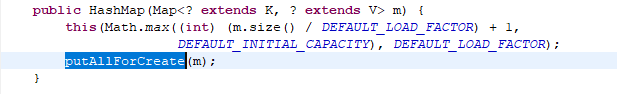 public HashMap(Map<? extends K, ? extends V> m) {
this(Math.max((int) (m.size() / DEFAULT_LOAD_FACTOR) + 1,
DEFAULT_INITIAL_CAPACITY), DEFAULT_LOAD_FACTOR);
putAllForCreate(m);
}